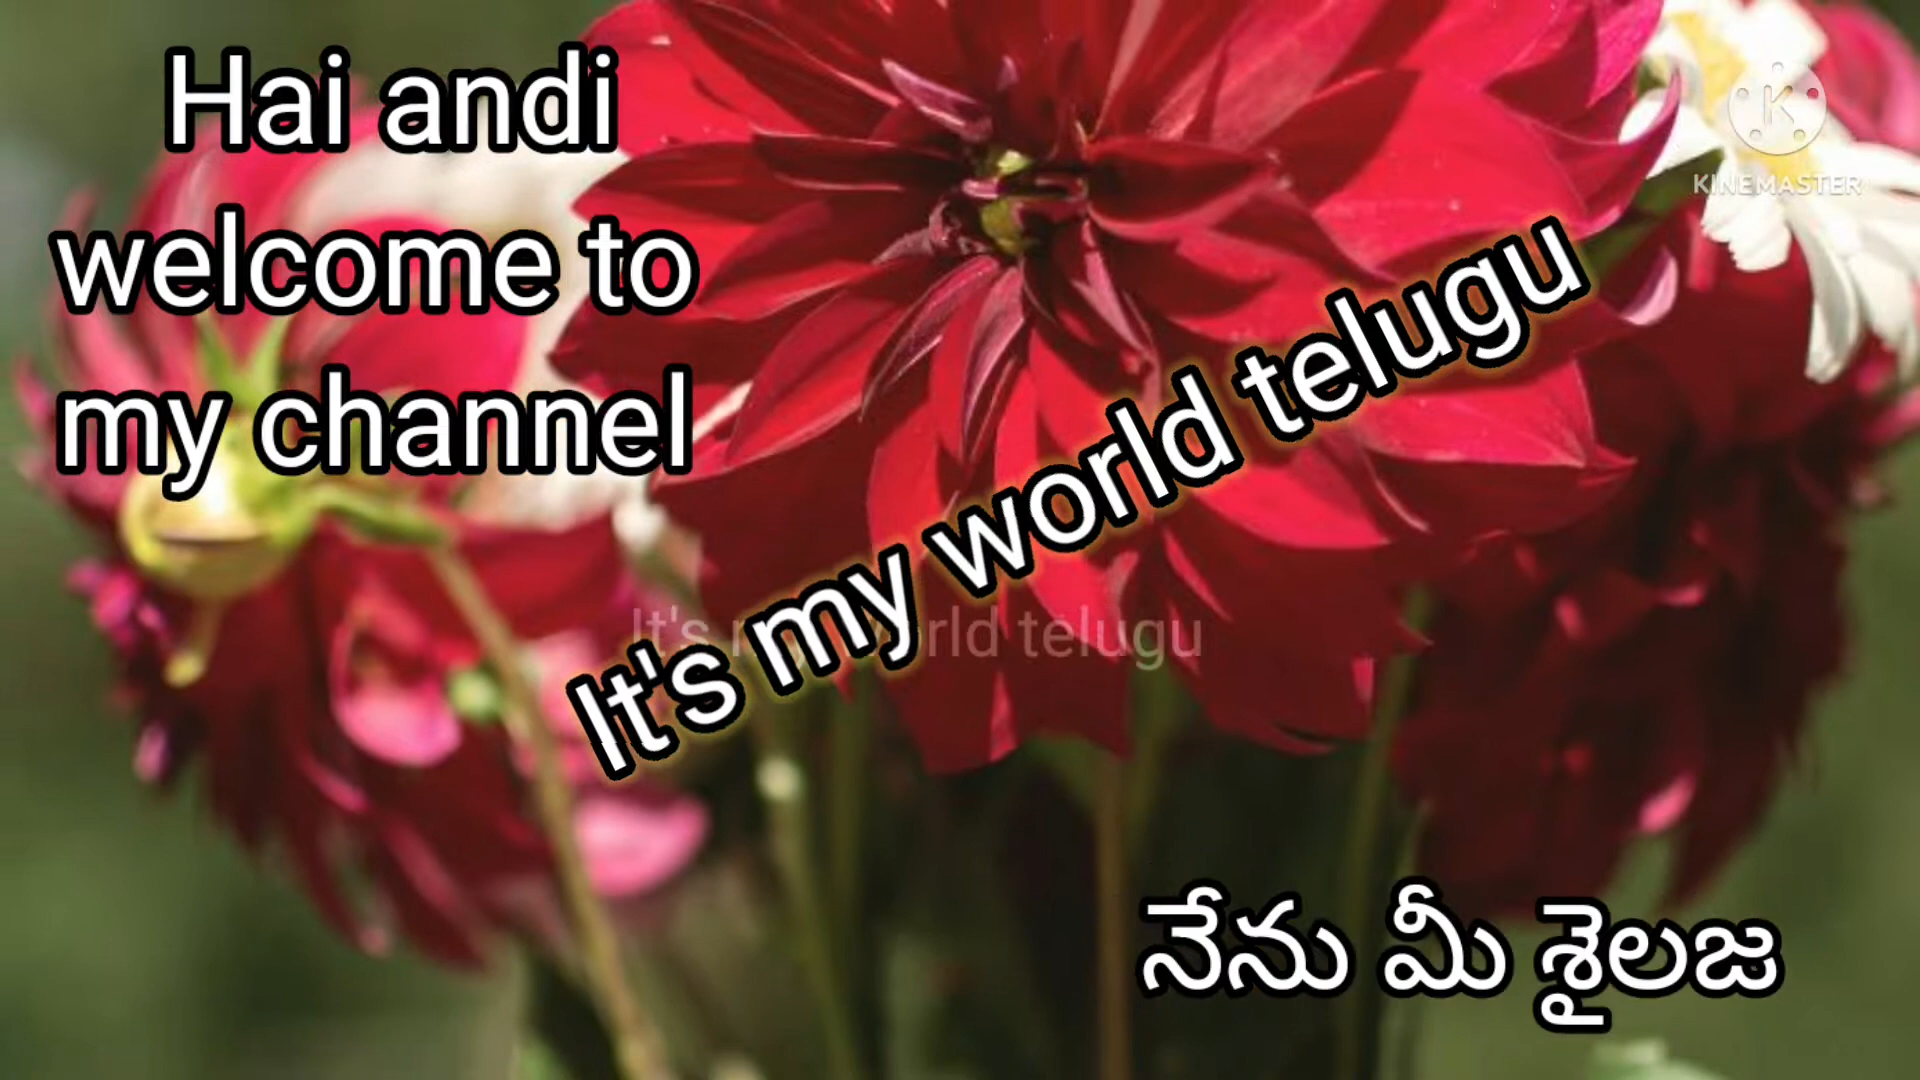 Hai andi
welcome to
my channel
KINEMASTER
It's my world telugu
It's my world telugu
నేను మీ శైలజ